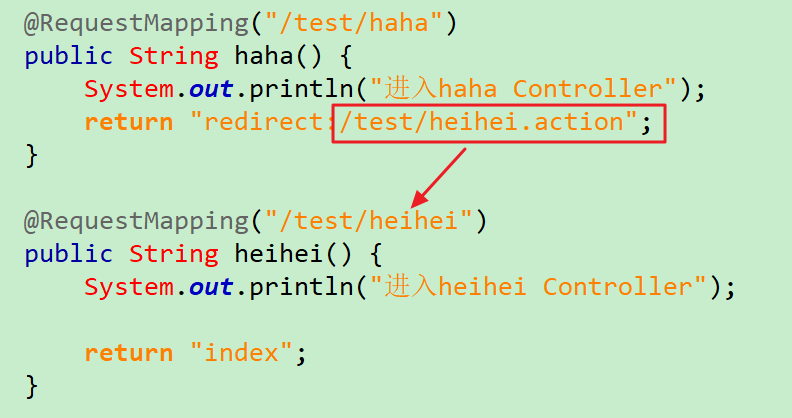 @RequestMapping("/test/haha")
public String haha() {
    System.out.println("进入haha Controller");
    return "redirect:/test/heihei.action";
}
@RequestMapping("/test/heihei")
public String heihei() {
    System.out.println("进入heihei Controller");
    return "index";
}